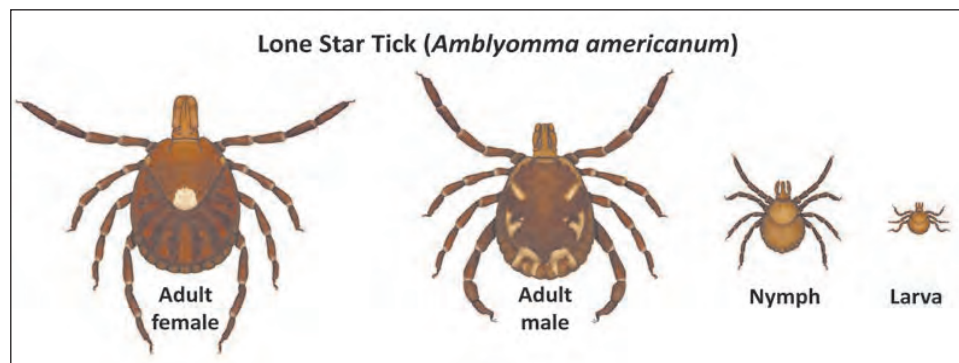 Lone Star Tick (Amblyomma americanum)
Adult
female
Adult
male
Nymph
Larva